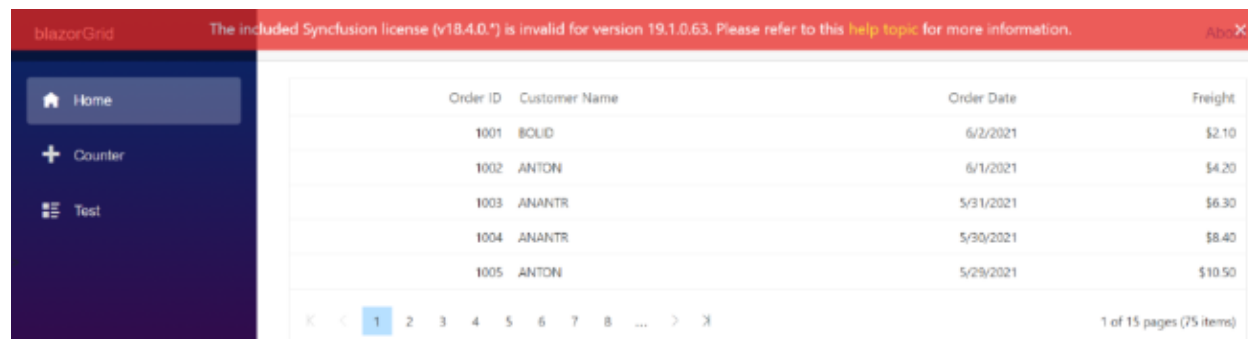 blazorGrid
The included Syncfusion license (v18.4.0.*) is invalid for version 19.1.0.63. Please refer to this help topic for more information.
Home
Counter
Test
Order ID Customer Name Order Date Freight
1001 BOLID 6/2/2021 $2.10
1002 ANTON 6/1/2021 $4.20
1003 ANANTR 5/31/2021 $6.30
1004 ANANTR 5/30/2021 $8.40
1005 ANTON 5/29/2021 $10.50
1 2 3 4 5 6 7 8 ... 1 of 15 pages (75 items)